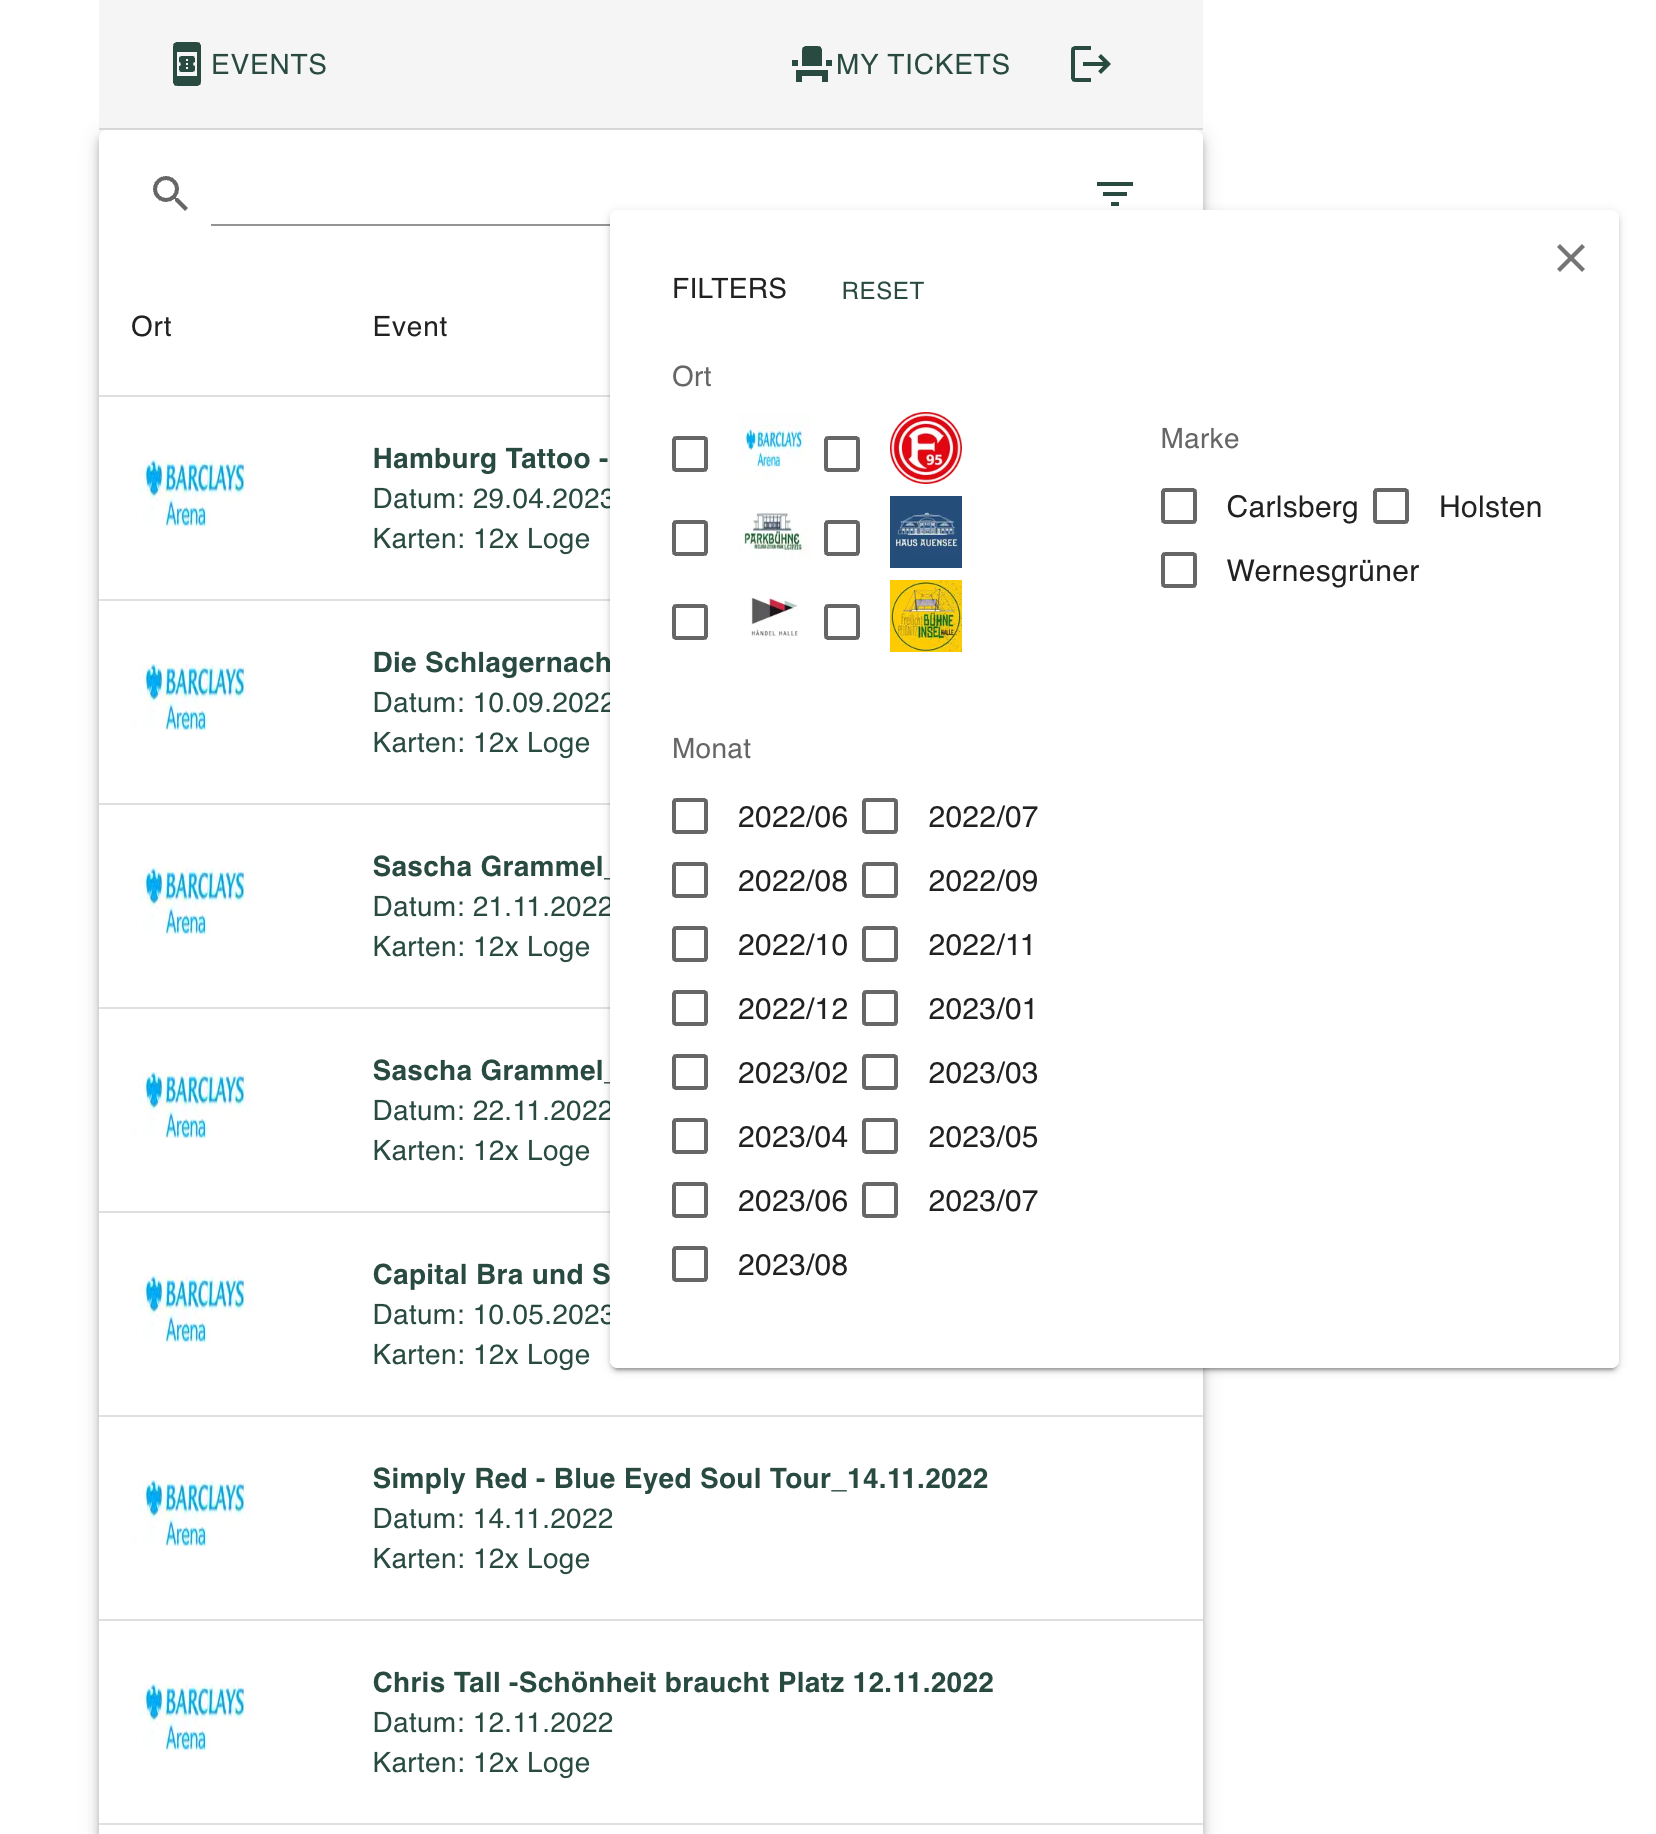 EVENTS
MY TICKETS
FILTERS
RESET
Ort
Event
Ort
BARCLAYS
Arena
F
95
PARKBÜHNE
HAUS AUENSEE
HÄNDEL HALLE
BÜHNE
INSEL
HALLE
Marke
Carlsberg
Holsten
Wernesgrüner
Monat
2022/06
2022/07
2022/08
2022/09
2022/10
2022/11
2022/12
2023/01
2023/02
2023/03
2023/04
2023/05
2023/06
2023/07
2023/08
BARCLAYS
Arena
Hamburg Tattoo -
Datum: 29.04.2023
Karten: 12x Loge
BARCLAYS
Arena
Die Schlagernach
Datum: 10.09.2022
Karten: 12x Loge
BARCLAYS
Arena
Sascha Grammel_
Datum: 21.11.2022
Karten: 12x Loge
BARCLAYS
Arena
Sascha Grammel_
Datum: 22.11.2022
Karten: 12x Loge
BARCLAYS
Arena
Capital Bra und S
Datum: 10.05.2023
Karten: 12x Loge
BARCLAYS
Arena
Simply Red - Blue Eyed Soul Tour_14.11.2022
Datum: 14.11.2022
Karten: 12x Loge
BARCLAYS
Arena
Chris Tall -Schönheit braucht Platz 12.11.2022
Datum: 12.11.2022
Karten: 12x Loge